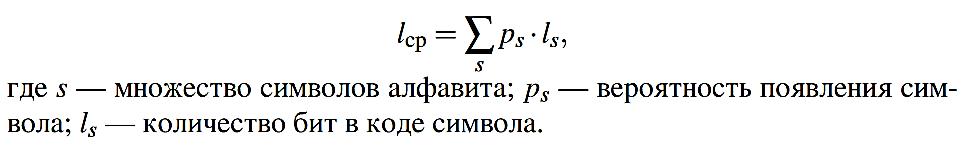 l_ср = ∑_s p_s · l_s,
где s — множество символов алфавита; p_s — вероятность появления сим-
вола; l_s — количество бит в коде символа.